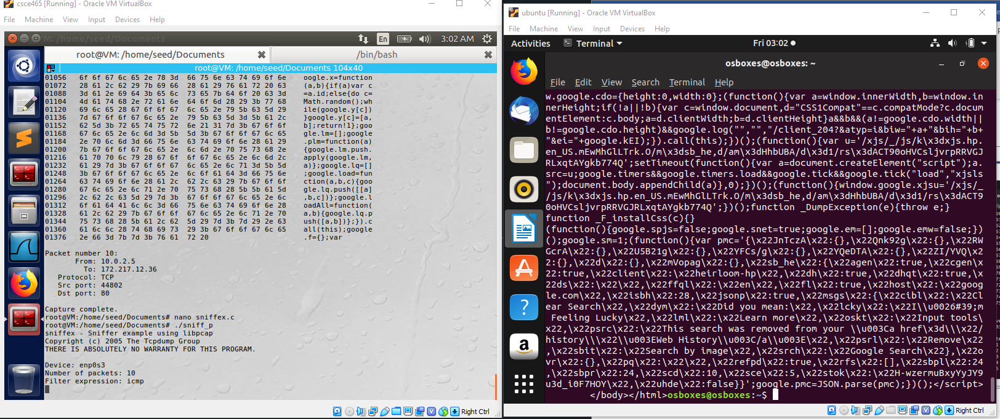 csce465 [Running] - Oracle VM VirtualBox
File Machine View Input Devices Help
M: /home/seed/Documents
En
3:02 AM
root@VM: /home/seed/Documents
/bin/bash
root@VM: /home/seed/Documents 104x40
01056 6f 6f 67 6c 65 2e 78 3d 66 75 6e 63 74 69 6f 6e oogle.x=function
01072 28 61 2c 62 29 7b 69 66 28 61 29 76 61 72 20 63 (a,b){if(a)var c
01088 3d 61 2e 69 64 3b 65 6c 73 65 7b 64 6f 20 63 3d =a.id;else{do c=
01104 4d 61 74 68 2e 72 61 6e 64 6f 6d 28 29 3b 77 68 Math.random();wh
01120 69 6c 65 28 67 6f 6f 67 6c 65 2e 79 5b 63 5d 29 ile(google.y[c])
01136 7d 67 6f 6f 67 6c 65 2e 79 5b 63 5d 3d 5b 61 2c }google.y[c]=[a,
01152 62 5d 3b 72 65 74 75 72 6e 21 31 7d 3b 67 6f 6f b];return!1};goo
01168 67 6c 65 2e 6c 6d 3d 5b 5d 3b 67 6f 6f 67 6c 65 gle.lm=[];google
01184 2e 70 6c 6d 3d 66 75 6e 63 74 69 6f 6e 28 61 29 .plm=function(a)
01200 7b 67 6f 6f 67 6c 65 2e 6c 6d 2e 70 75 73 68 2e {google.lm.push.
01216 61 70 70 6c 79 28 67 6f 6f 67 6c 65 2e 6c 6d 2c apply(google.lm,
01232 61 29 7d 3b 67 6f 6f 67 6c 65 2e 6c 71 3d 5b 5d a)};google.lq=[]
01248 3b 67 6f 6f 67 6c 65 2e 6c 6f 61 64 3d 66 75 6e ;google.load=fun
01264 63 74 69 6f 6e 28 61 2c 62 2c 63 29 7b 67 6f 6f ction(a,b,c){goo
01280 67 6c 65 2e 6c 71 2e 70 75 73 68 28 5b 5b 61 5d gle.lq.push([[a]
01296 2c 62 2c 63 5d 29 7d 3b 67 6f 6f 67 6c 65 2e 6c ,b,c])};google.l
01312 6f 61 64 41 6c 6c 3d 66 75 6e 63 74 69 6f 6e 28 oadAll=function(
01328 61 2c 62 29 7b 67 6f 6f 67 6c 65 2e 6c 71 2e 70 a,b){google.lq.p
01344 75 73 68 28 5b 61 2c 62 5d 29 7d 3b 7d 29 2e 63 ush([a,b])};}).c
01360 61 6c 6c 28 74 68 69 73 29 3b 67 6f 6f 67 6c 65 all(this);google
01376 2e 66 3d 7b 7d 3b 76 61 72 20 .f={};var
Packet number 10:
From: 10.0.2.5
To: 172.217.12.36
Protocol: TCP
Src port: 44802
Dst port: 80
Capture complete.
root@VM:/home/seed/Documents# nano sniffex.c
root@VM:/home/seed/Documents# ./sniff_p
sniffex - Sniffer example using libpcap
Copyright (c) 2005 The Tcpdump Group
THERE IS ABSOLUTELY NO WARRANTY FOR THIS PROGRAM.
Device: enp0s3
Number of packets: 10
Filter expression: icmp
Right Ctrl
ubuntu [Running] - Oracle VM VirtualBox
File Machine View Input Devices Help
Activities
Terminal
Fri 03:02
osboxes@osboxes: ~
File Edit View Search Terminal Help
w.google.cdo={height:0,width:0};(function(){var a=window.innerWidth,b=window.in
nerHeight;if(!a||!b){var c=window.document,d="CSS1Compat"==c.compatMode?c.docum
entElement:c.body;a=d.clientWidth;b=d.clientHeight}a&&b&&(a!=google.cdo.width||
b!=google.cdo.height)&&google.log("","","/client_204?&atyp=i&biw="+a+"&bih="+b+
"&ei="+google.kEI);}).call(this);})();(function(){var u='/xjs/_/js/k\x3dxjs.hp.
en_US.mEwMhGlLTrk.O/m\x3dsb_he,d/am\x3dHhbUBA/d\x3d1/rs\x3dACT90oHVCsljvrpRRVGJ
RLxqtAYgkb774Q';setTimeout(function(){var a=document.createElement("script");a.
src=u;google.timers&&google.timers.load&&google.tick&&google.tick("load","xjsls
");document.body.appendChild(a)},0);})();(function(){window.google.xjsu='/xjs/_
/js/k\x3dxjs.hp.en_US.mEwMhGlLTrk.O/m\x3dsb_he,d/am\x3dHhbUBA/d\x3d1/rs\x3dACT9
0oHVCsljvrpRRVGJRLxqtAYgkb774Q';})();function _DumpException(e){throw e;}
function _F_installCss(c){}
(function(){google.spjs=false;google.snet=true;google.em=[];google.emw=false;})
();google.sm=1;(function(){var pmc='{\x22JnTczA\x22:{},\x22Qnk92g\x22:{},\x22RW
GcrA\x22:{},\x22U5B21g\x22:{},\x22YFCs/g\x22:{},\x22YQeDTA\x22:{},\x22ZI/YVQ\x2
2:{},\x22d\x22:{},\x22mVopag\x22:{},\x22sb_he\x22:{\x22agen\x22:true,\x22cgen\x
22:true,\x22client\x22:\x22heirloom-hp\x22,\x22dh\x22:true,\x22dhqt\x22:true,\x
22ds\x22:\x22\x22,\x22ffql\x22:\x22en\x22,\x22fl\x22:true,\x22host\x22:\x22goog
le.com\x22,\x22isbh\x22:28,\x22jsonp\x22:true,\x22msgs\x22:{\x22cibl\x22:\x22Cl
ear Search\x22,\x22dym\x22:\x22Did you mean:\x22,\x22lcky\x22:\x22I\\u0026#39;m
Feeling Lucky\x22,\x22lml\x22:\x22Learn more\x22,\x22oskt\x22:\x22Input tools\
x22,\x22psrc\x22:\x22This search was removed from your \\u003Ca href\x3d\\\x22/
history\\\x22\\u003EWeb History\\u003C/a\\u003E\x22,\x22psrl\x22:\x22Remove\x22
,\x22sbit\x22:\x22Search by image\x22,\x22srch\x22:\x22Google Search\x22},\x22o
vr\x22:{},\x22pq\x22:\x22\x22,\x22refpd\x22:true,\x22rfs\x22:[],\x22sbpl\x22:24
,\x22sbpr\x22:24,\x22scd\x22:10,\x22sce\x22:5,\x22stok\x22:\x22H-wzermuBxyYyJY9
u3d_i0F7HOY\x22,\x22uhde\x22:false}}';google.pmc=JSON.parse(pmc);})();</script>
</body></html>osboxes@osboxes:~$
Right Ctrl